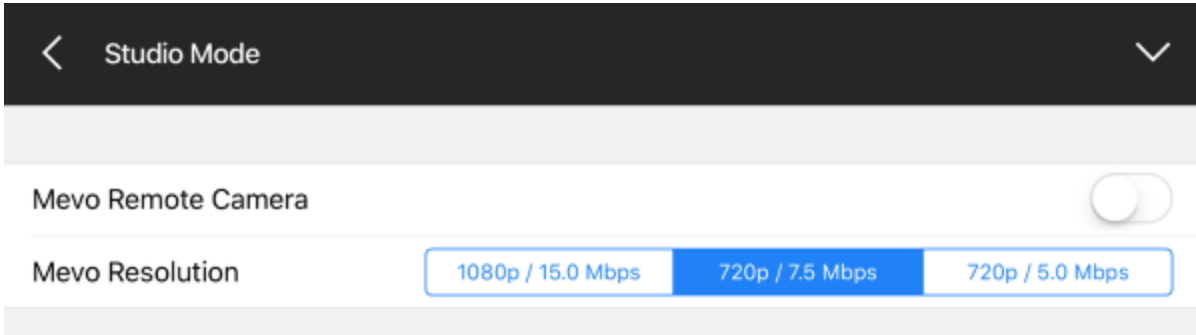 Studio Mode
Mevo Remote Camera
Mevo Resolution 1080p / 15.0 Mbps 720p / 7.5 Mbps 720p / 5.0 Mbps